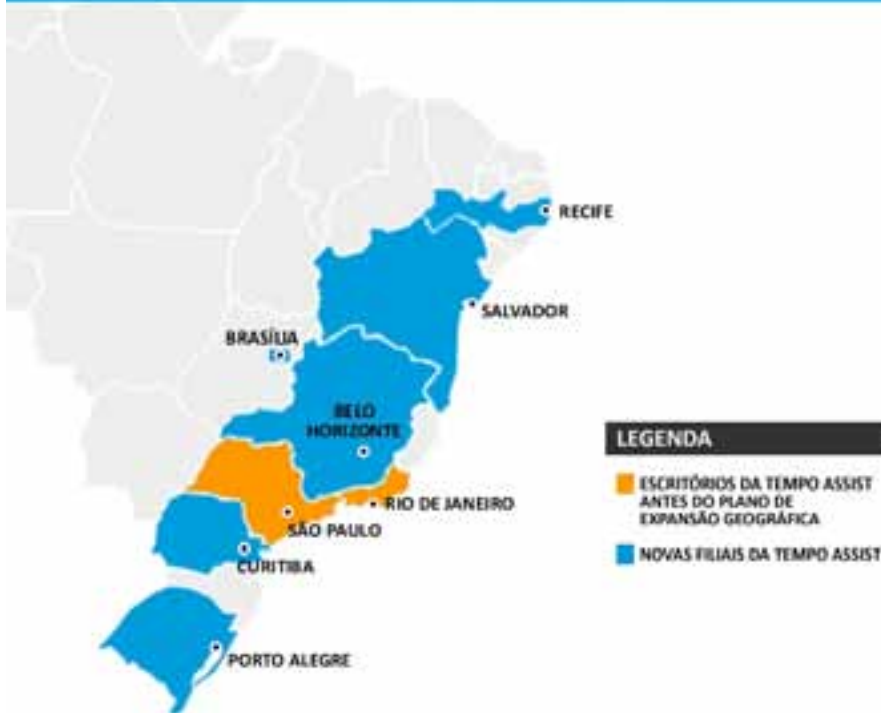 RECIFE
SALVADOR
BRASÍLIA
BELO
HORIZONTE
RIO DE JANEIRO
SÃO PAULO
CURITIBA
PORTO ALEGRE
LEGENDA
ESCRITÓRIOS DA TEMPO ASSIST
ANTES DO PLANO DE
EXPANSÃO GEOGRÁFICA
NOVAS FILIAIS DA TEMPO ASSIST